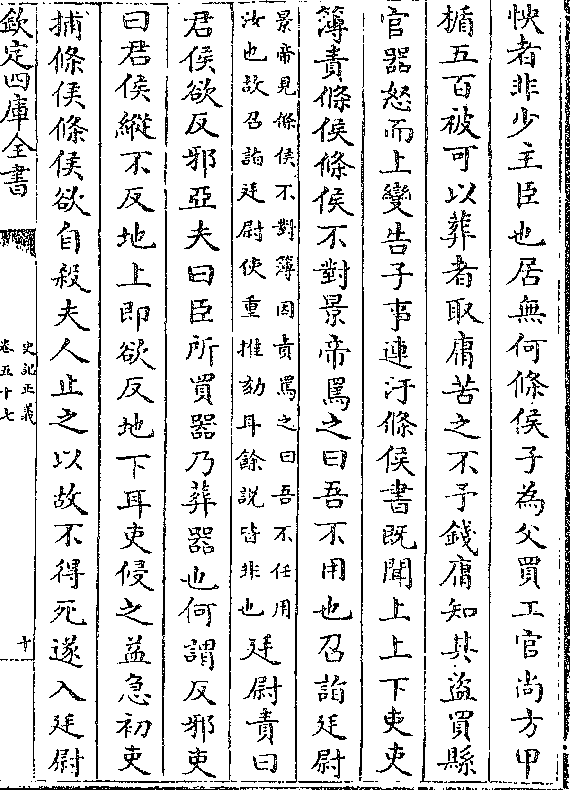 怏者非少主臣也居無何條侯子為父買工官尚方甲
楯五百被可以葬者取庸苦之不予錢庸知其盗買縣
官器怒而上變告子事連汙條侯書既聞上上下吏吏
簿責條侯條侯不對景帝罵之曰吾不用也召詣廷尉
景帝見條侯不對簿因責罵之曰吾不任用
汝也故召詣廷尉使重推劾耳餘說皆非也
廷尉責曰
君侯欲反邪亞夫曰臣所買器乃葬器也何謂反邪吏
曰君侯縱不反地上即欲反地下耳吏侵之益急初吏
捕條侯條侯欲自殺夫人止之以故不得死遂入廷尉
欽定四庫全書
史記正義
卷五十七
十